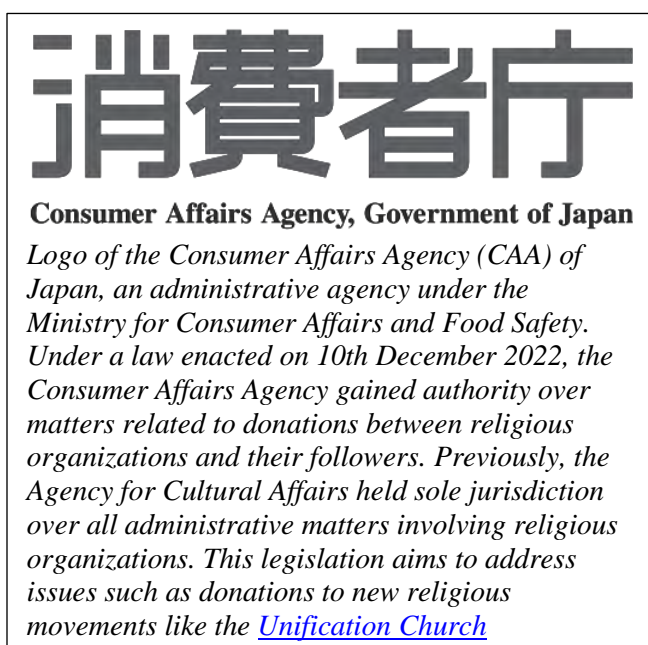 消費者庁
Consumer Affairs Agency, Government of Japan
Logo of the Consumer Affairs Agency (CAA) of
Japan, an administrative agency under the
Ministry for Consumer Affairs and Food Safety.
Under a law enacted on 10th December 2022, the
Consumer Affairs Agency gained authority over
matters related to donations between religious
organizations and their followers. Previously, the
Agency for Cultural Affairs held sole jurisdiction
over all administrative matters involving religious
organizations. This legislation aims to address
issues such as donations to new religious
movements like the Unification Church